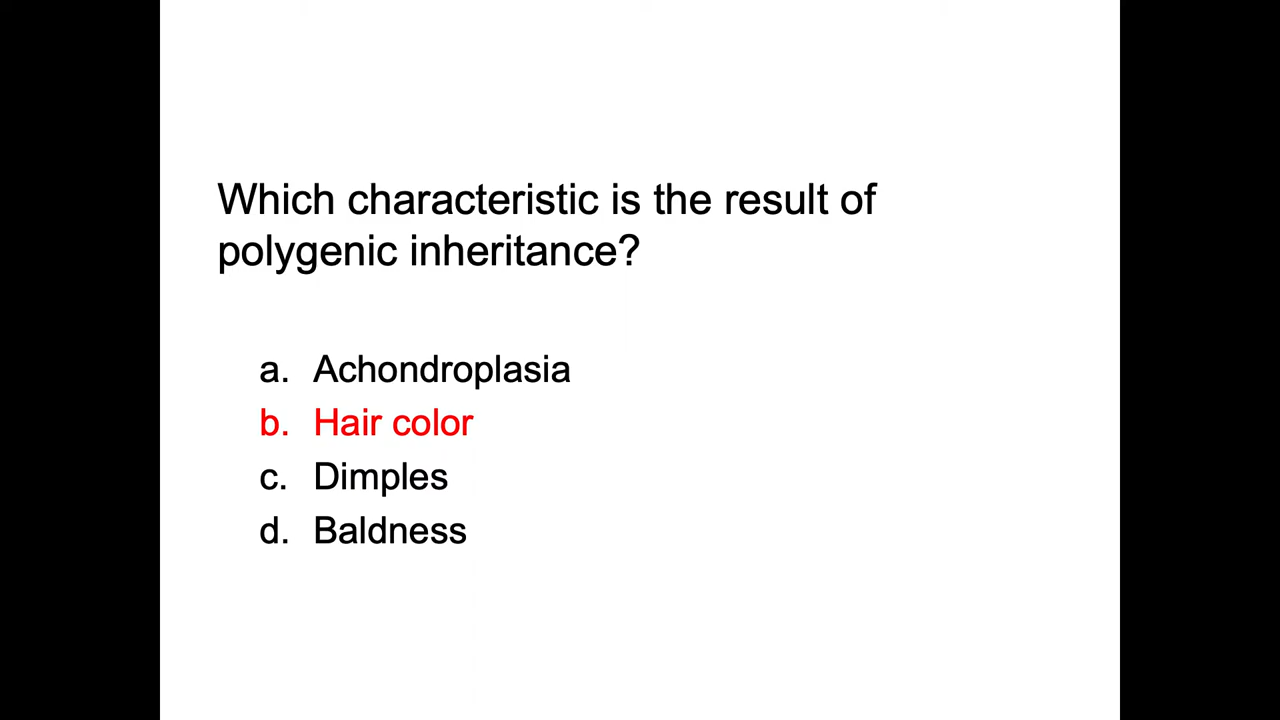 Which characteristic is the result of
polygenic inheritance?
a. Achondroplasia
b. Hair color
c. Dimples
d. Baldness